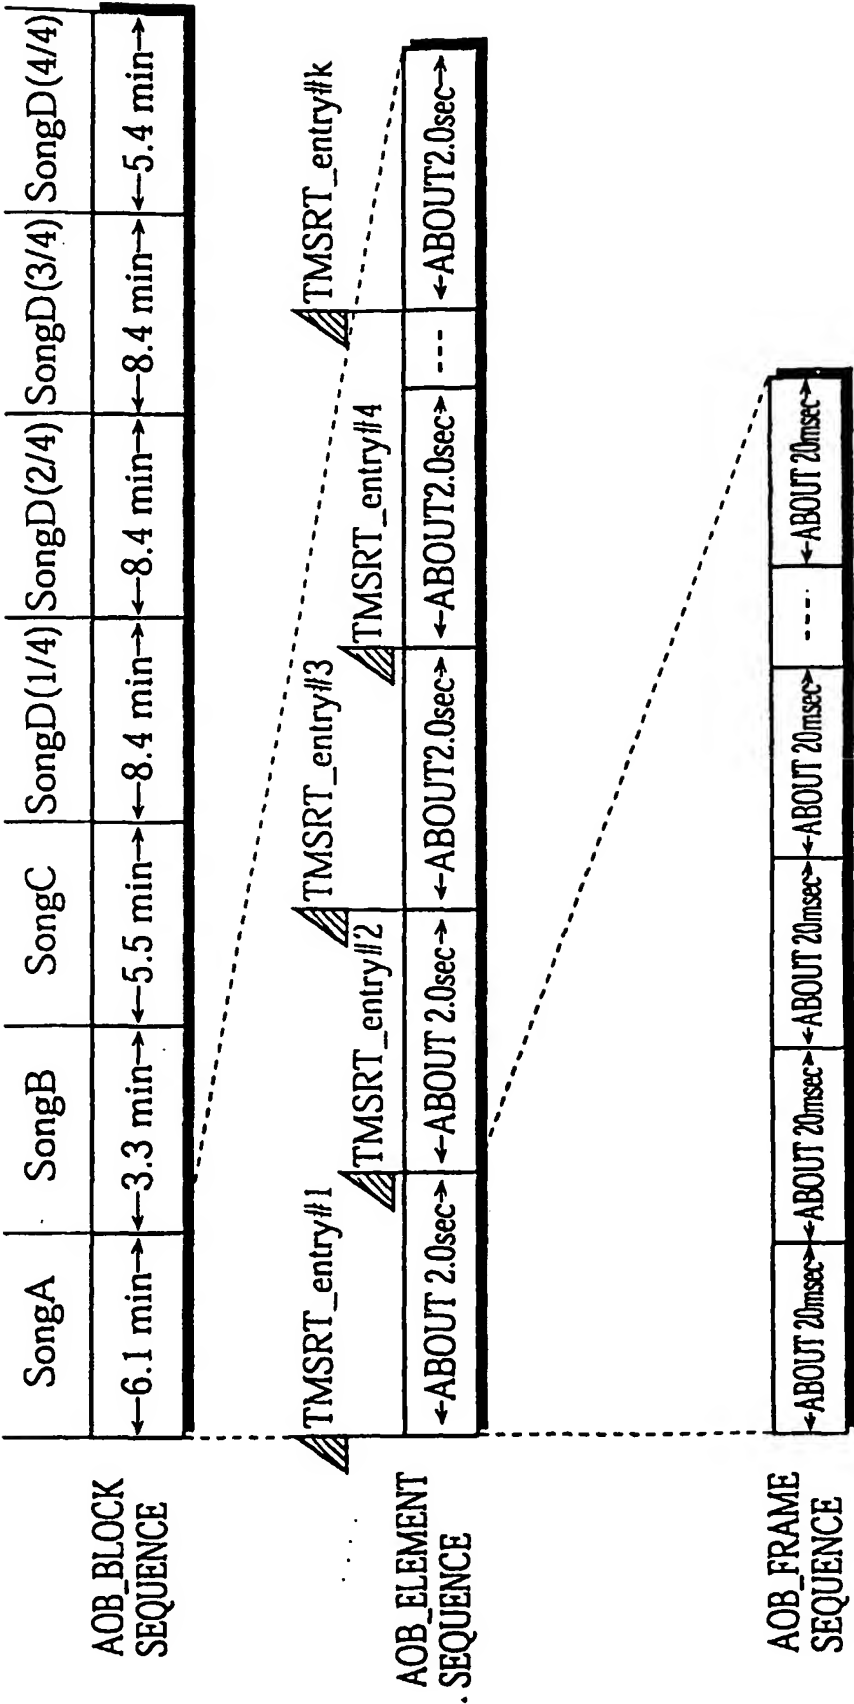 SongA SongB SongC SongD(1/4) SongD(2/4) SongD(3/4) SongD(4/4)
AOB_BLOCK
SEQUENCE
6.1 min 3.3 min 5.5 min 8.4 min 8.4 min 8.4 min 5.4 min
TMSRT_entry#1 TMSRT_entry#3 TMSRT_entry#k
TMSRT_entry#2 TMSRT_entry#4
AOB_ELEMENT
SEQUENCE
ABOUT 2.0sec ABOUT 2.0sec ABOUT2.0sec ABOUT2.0sec ---- ABOUT2.0sec
AOB_FRAME
SEQUENCE
ABOUT 20msec ABOUT 20msec ABOUT 20msec ABOUT 20msec ---- ABOUT 20msec